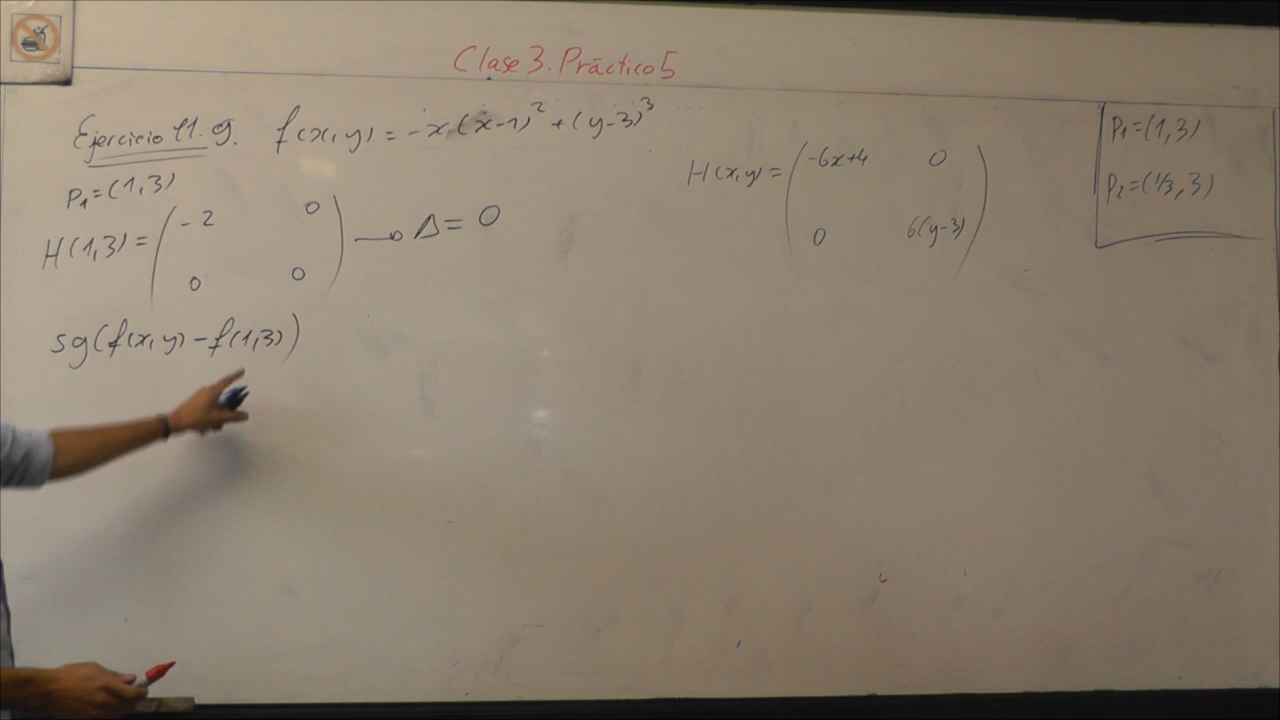 Clase 3. Práctico 5
Ejercicio 11.g. f(x,y) = -x.(x-1)² + (y-3)³
P₁=(1,3)
H(1,3) = ( -2 0
0 0 ) → Δ = 0
sg(f(x,y) - f(1,3))
H(x,y) = ( -6x+4 0
0 6(y-3) )
P₁=(1,3)
P₂=(1/3,3)